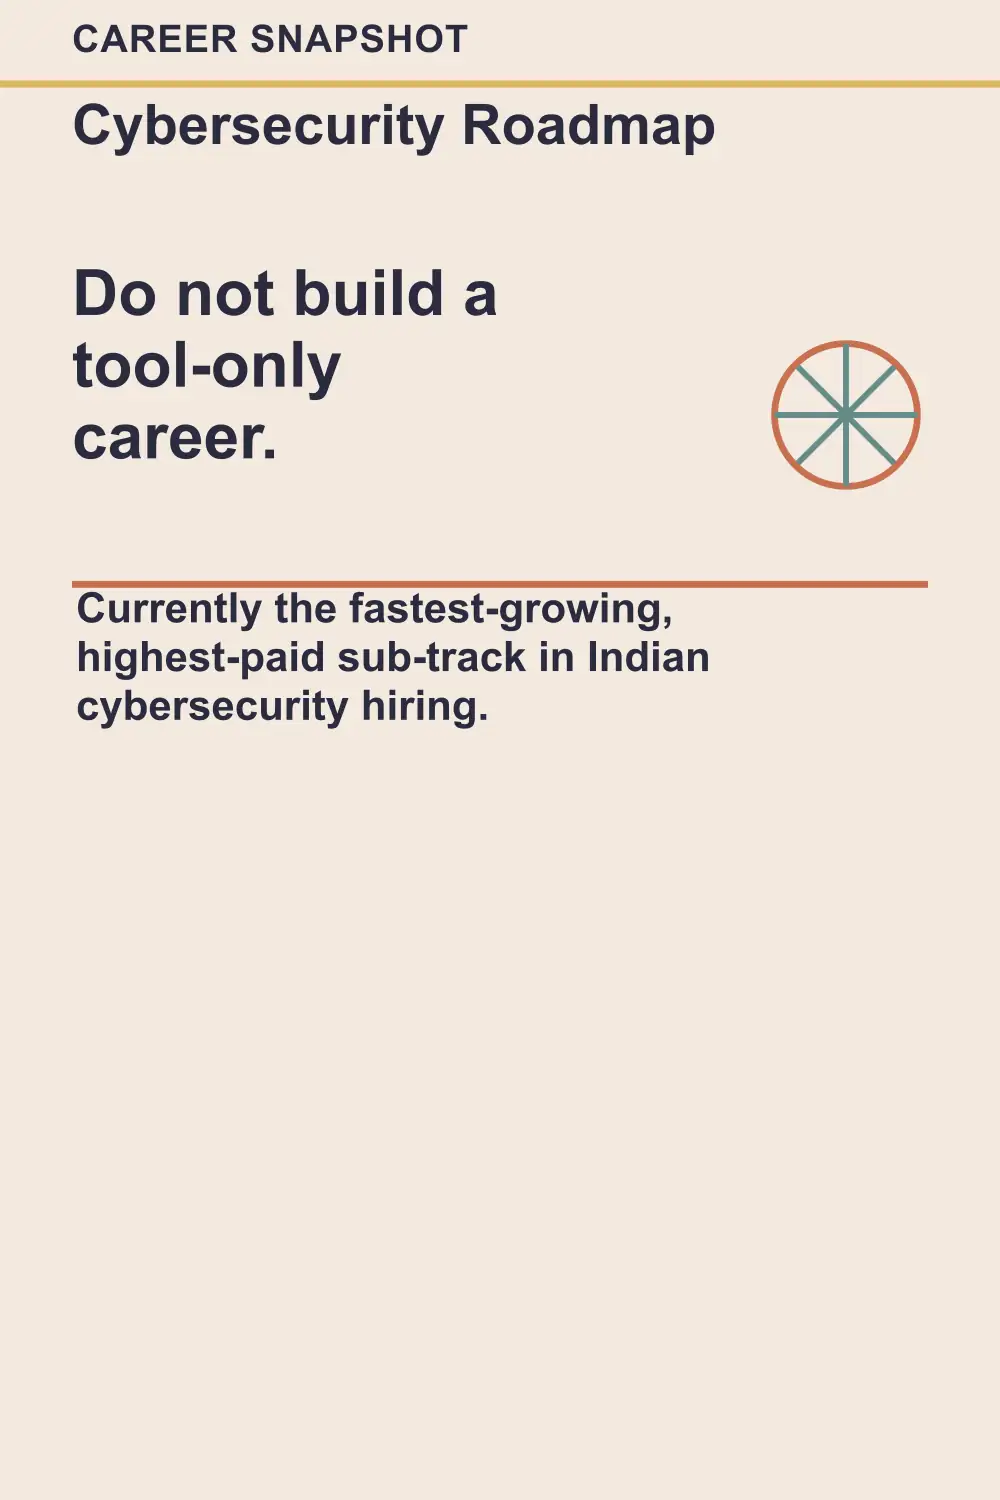 CAREER SNAPSHOT
Cybersecurity Roadmap
Do not build a
tool-only
career.
Currently the fastest-growing,
highest-paid sub-track in Indian
cybersecurity hiring.